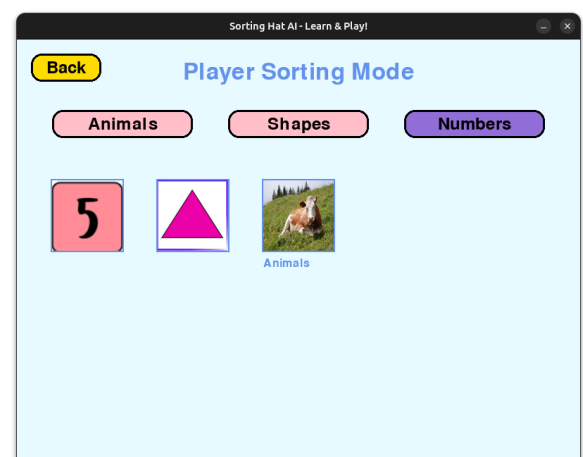 Sorting Hat AI - Learn & Play!
Back
Player Sorting Mode
Animals
Shapes
Numbers
5
Animals